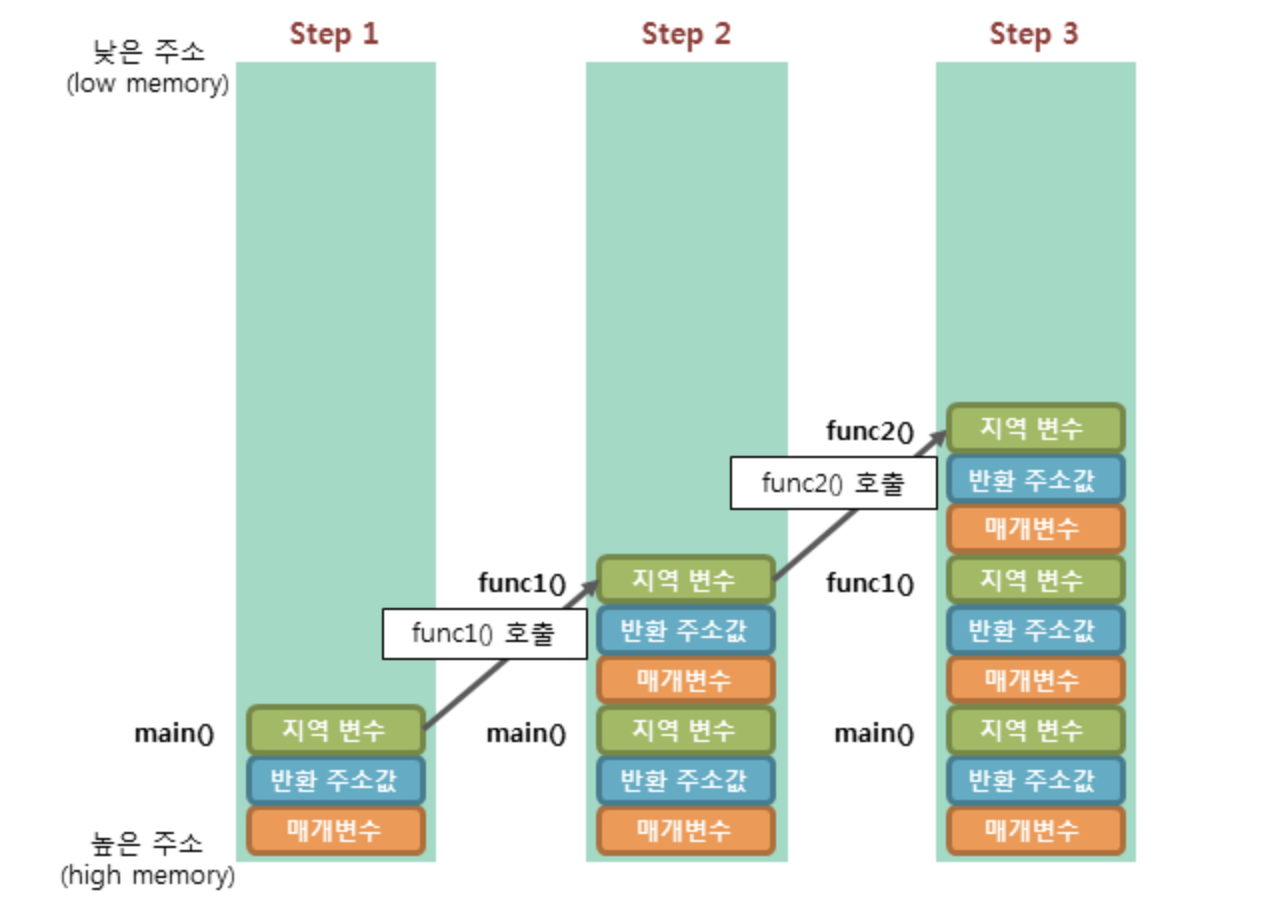 Step 1
Step 2
Step 3
낮은 주소
(low memory)
func2()
지역 변수
func2() 호출
반환 주소값
매개변수
func1()
지역 변수
func1()
지역 변수
func1() 호출
반환 주소값
반환 주소값
매개변수
매개변수
main()
지역 변수
main()
지역 변수
main()
지역 변수
반환 주소값
반환 주소값
반환 주소값
매개변수
매개변수
매개변수
높은 주소
(high memory)